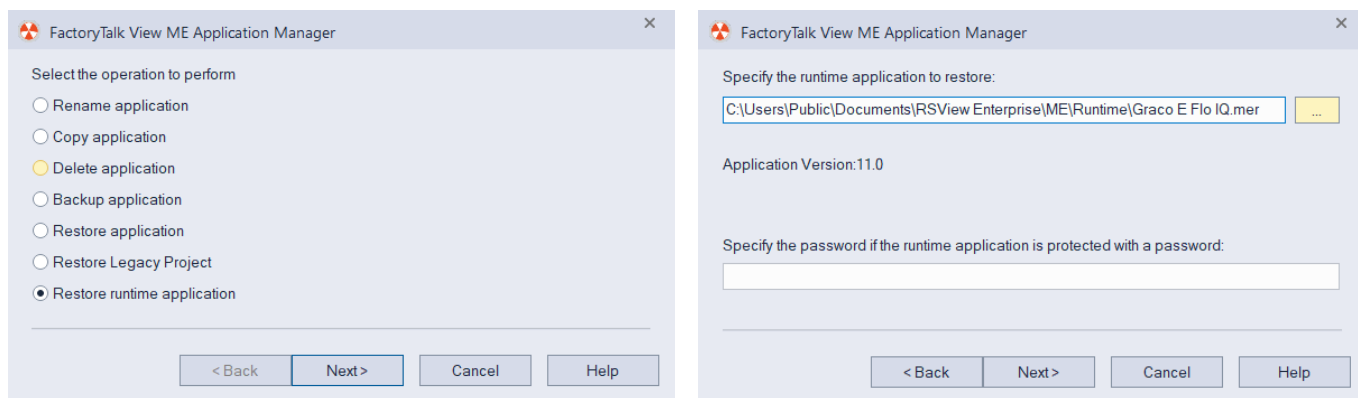 FactoryTalk View ME Application Manager
Select the operation to perform
Rename application
Copy application
Delete application
Backup application
Restore application
Restore Legacy Project
Restore runtime application
< Back
Next >
Cancel
Help
FactoryTalk View ME Application Manager
Specify the runtime application to restore:
C:\Users\Public\Documents\RSView Enterprise\ME\Runtime\Graco E Flo IQ.mer
...
Application Version:11.0
Specify the password if the runtime application is protected with a password:
< Back
Next >
Cancel
Help